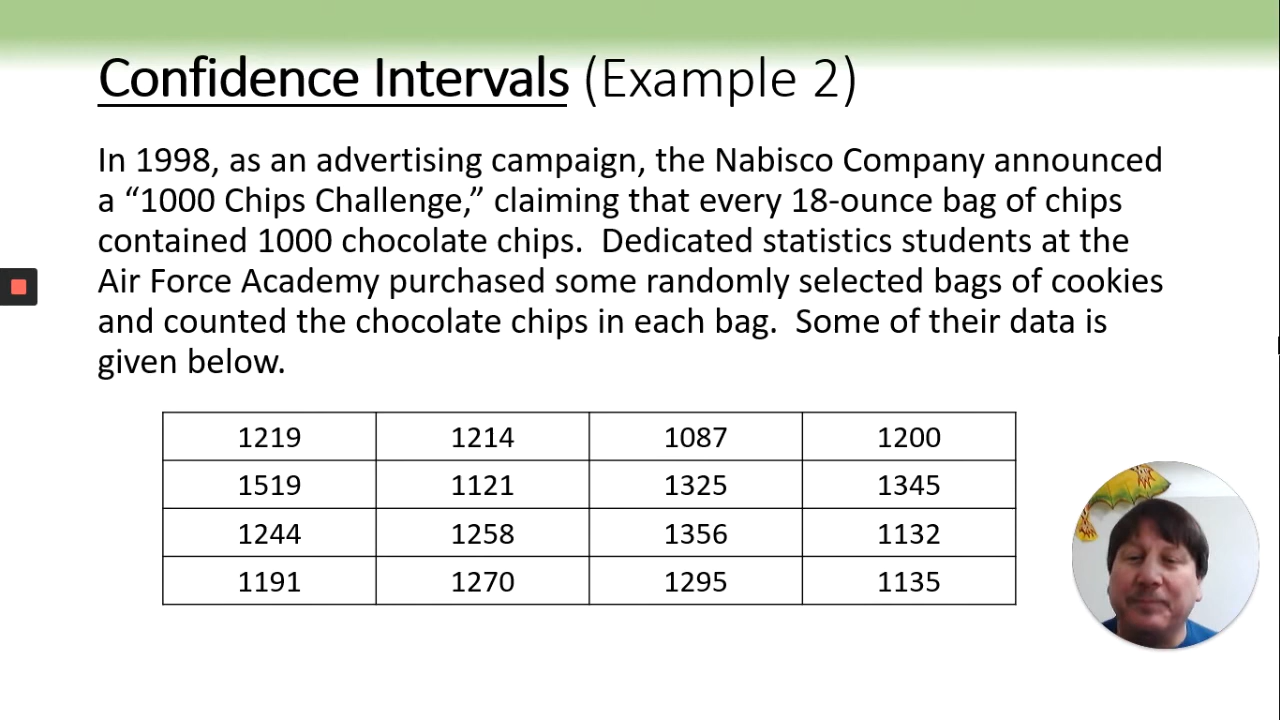 Confidence Intervals (Example 2)
In 1998, as an advertising campaign, the Nabisco Company announced
a “1000 Chips Challenge,” claiming that every 18-ounce bag of chips
contained 1000 chocolate chips.  Dedicated statistics students at the
Air Force Academy purchased some randomly selected bags of cookies
and counted the chocolate chips in each bag.  Some of their data is
given below.
1219 1214 1087 1200
1519 1121 1325 1345
1244 1258 1356 1132
1191 1270 1295 1135